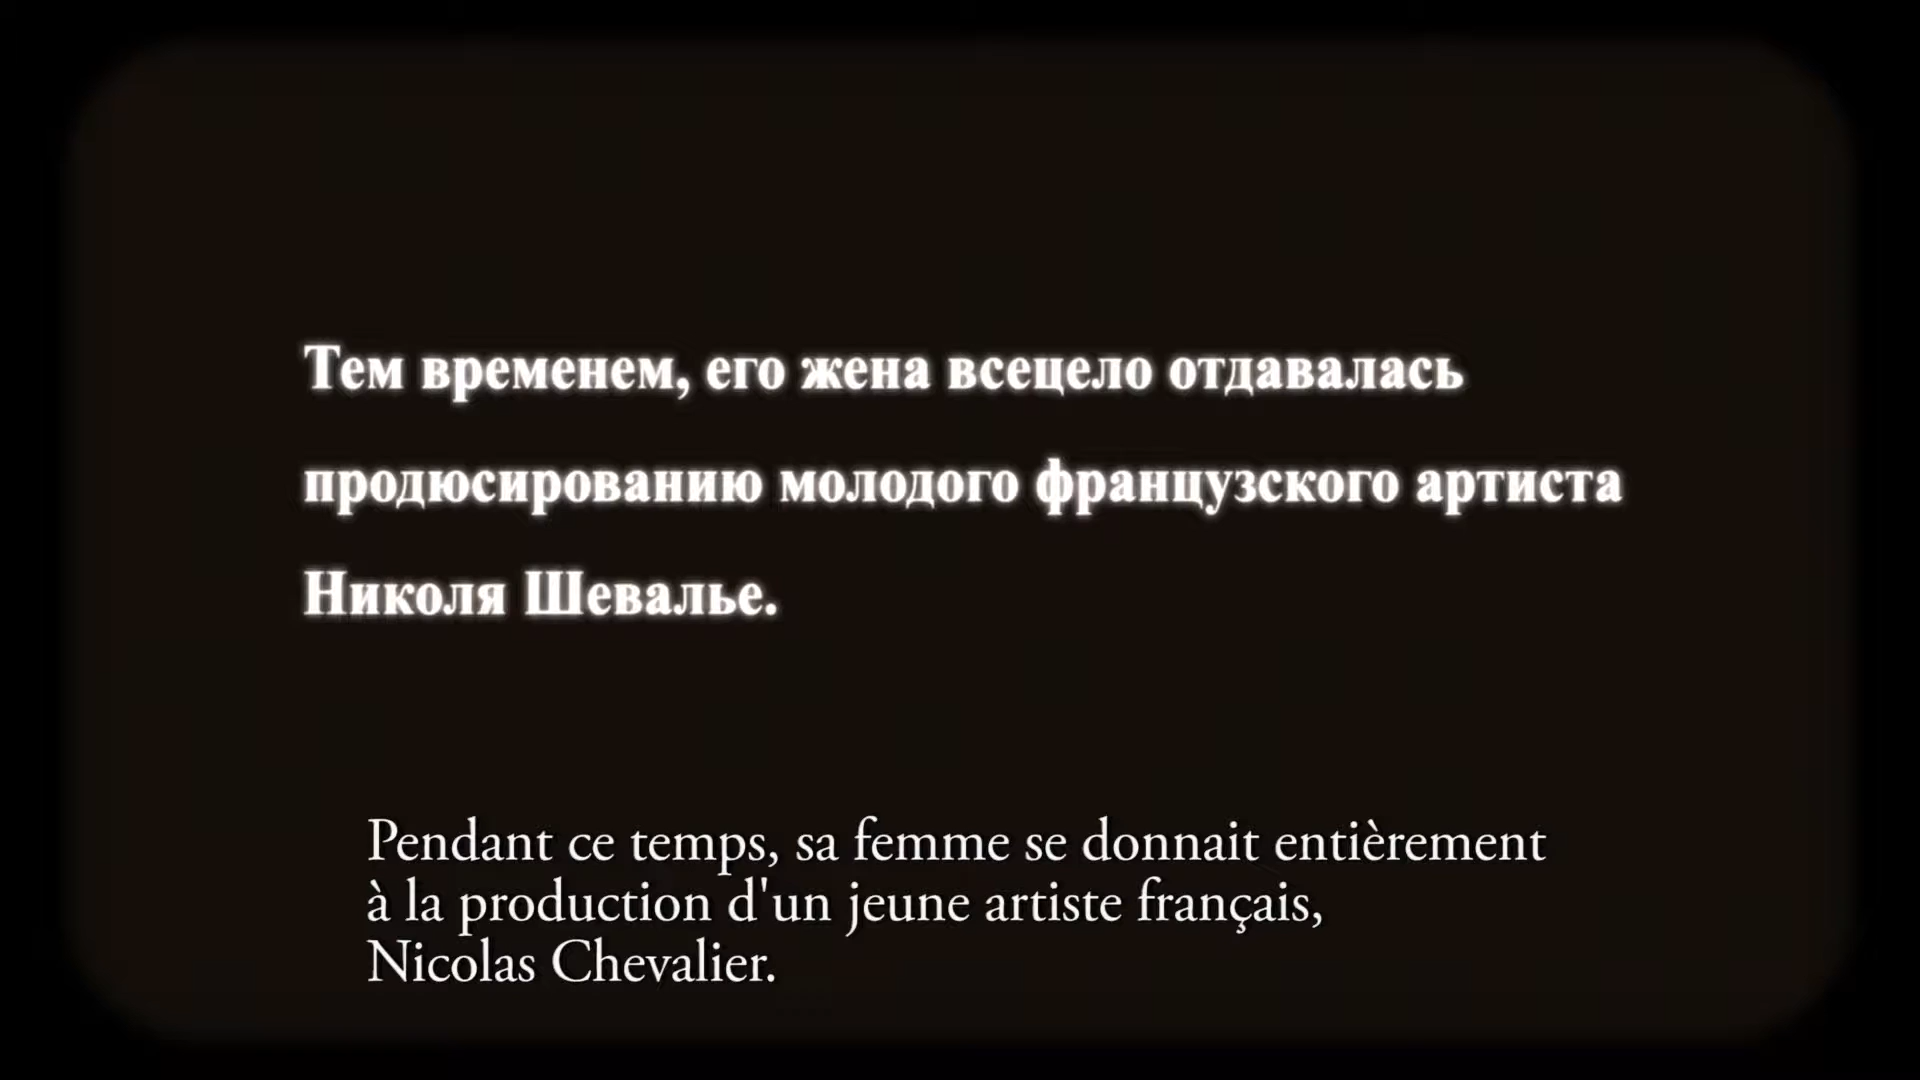 Тем временем, его жена всецело отдавалась
продюсированию молодого французского артиста
Николя Шевалье.
Pendant ce temps, sa femme se donnait entièrement
à la production d'un jeune artiste français,
Nicolas Chevalier.